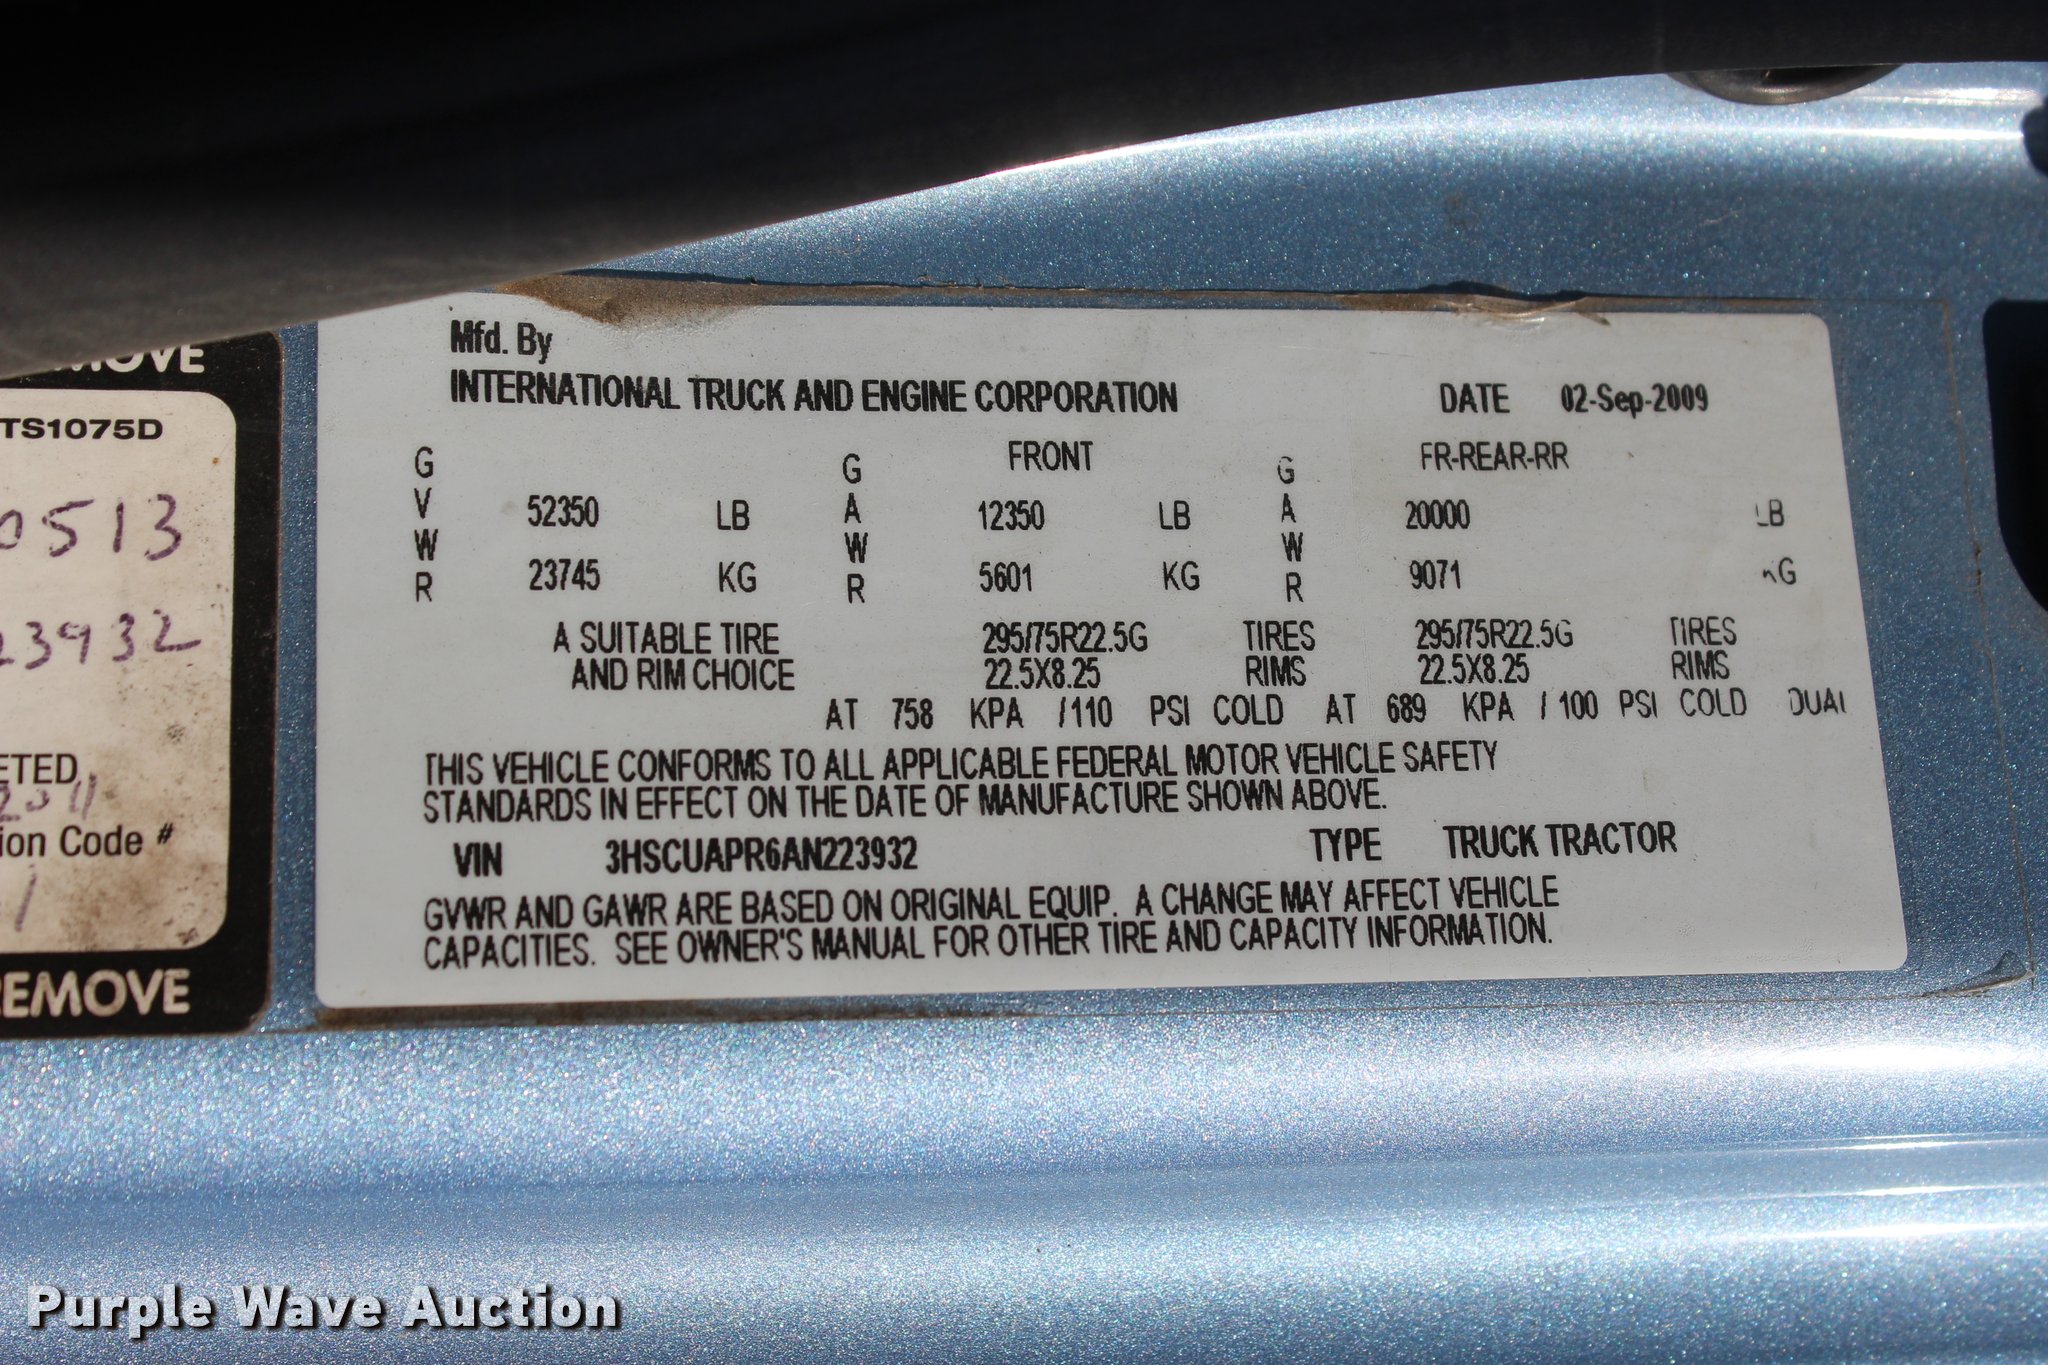 TS1075D
0513
23932
2011
ion Code #
REMOVE
Mfd. By
INTERNATIONAL TRUCK AND ENGINE CORPORATION DATE 02-Sep-2009
GVWR GAWR FRONT GAWR FR-REAR-RR
52350 LB 12350 LB 20000 LB
23745 KG 5601 KG 9071 KG
A SUITABLE TIRE 295/75R22.5G TIRES 295/75R22.5G TIRES
AND RIM CHOICE 22.5X8.25 RIMS 22.5X8.25 RIMS
AT 758 KPA /110 PSI COLD AT 689 KPA / 100 PSI COLD DUAL
THIS VEHICLE CONFORMS TO ALL APPLICABLE FEDERAL MOTOR VEHICLE SAFETY
STANDARDS IN EFFECT ON THE DATE OF MANUFACTURE SHOWN ABOVE.
VIN 3HSCUAPR6AN223932 TYPE TRUCK TRACTOR
GVWR AND GAWR ARE BASED ON ORIGINAL EQUIP. A CHANGE MAY AFFECT VEHICLE
CAPACITIES. SEE OWNER'S MANUAL FOR OTHER TIRE AND CAPACITY INFORMATION.
Purple Wave Auction